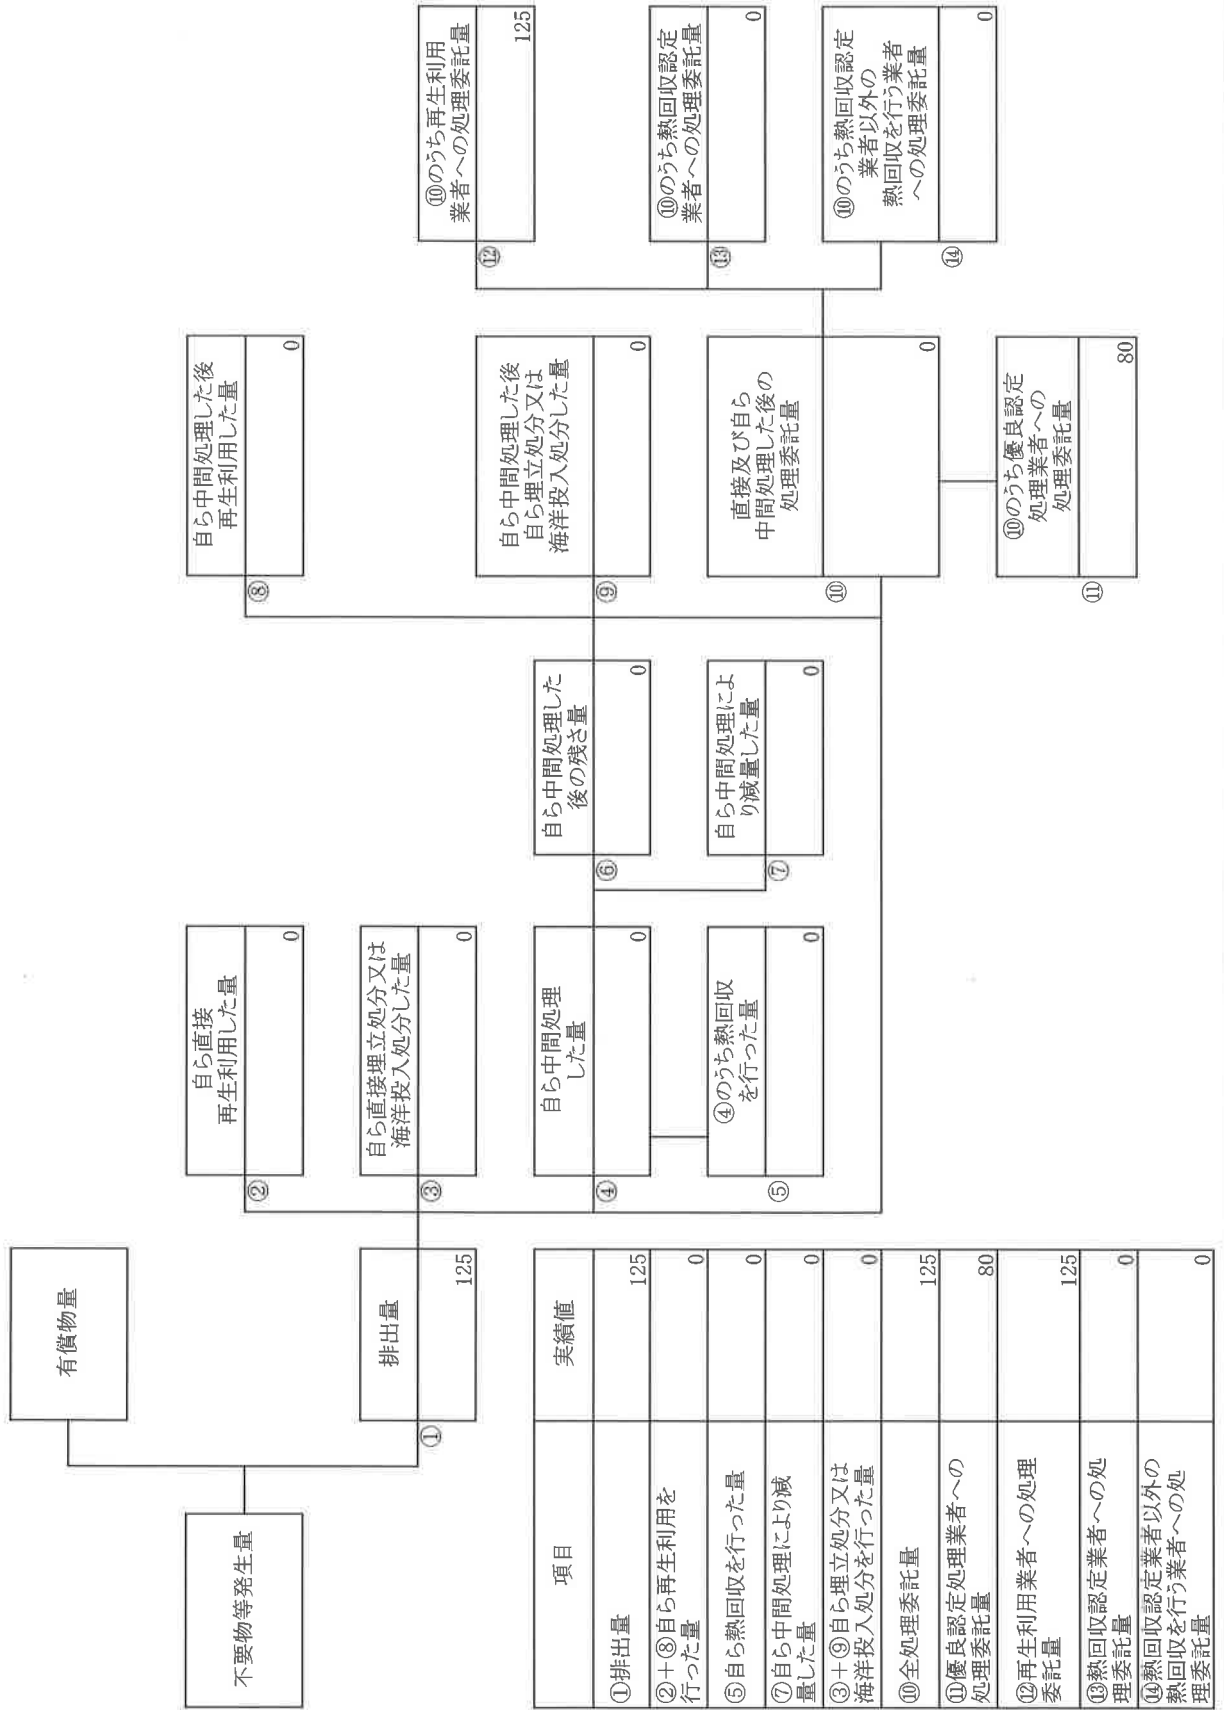 有償物量
不要物等発生量
①
排出量
125
②
自ら直接
再生利用した量
0
③
自ら直接埋立処分又は
海洋投入処分した量
0
④
自ら中間処理
した量
0
⑤
④のうち熱回収
を行った量
0
⑥
自ら中間処理した
後の残さ量
0
⑦
自ら中間処理によ
り減量した量
0
⑧
自ら中間処理した後
再生利用した量
0
⑨
自ら中間処理した後
自ら埋立処分又は
海洋投入処分した量
0
⑩
直接及び自ら
中間処理した後の
処理委託量
0
⑪
⑩のうち優良認定
処理業者への
処理委託量
80
⑫
⑩のうち再生利用
業者への処理委託量
125
⑬
⑩のうち熱回収認定
業者への処理委託量
0
⑭
⑩のうち熱回収認定
業者以外の
熱回収を行う業者
への処理委託量
0
項目 実績値
①排出量 125
②+⑧自ら再生利用を
行った量 0
⑤自ら熱回収を行った量 0
⑦自ら中間処理により減
量した量 0
③+⑨自ら埋立処分又は
海洋投入処分を行った量 0
⑩全処理委託量 125
⑪優良認定処理業者への
処理委託量 80
⑫再生利用業者への処理
委託量 125
⑬熱回収認定業者への処
理委託量 0
⑭熱回収認定業者以外の
熱回収を行う業者への処
理委託量 0